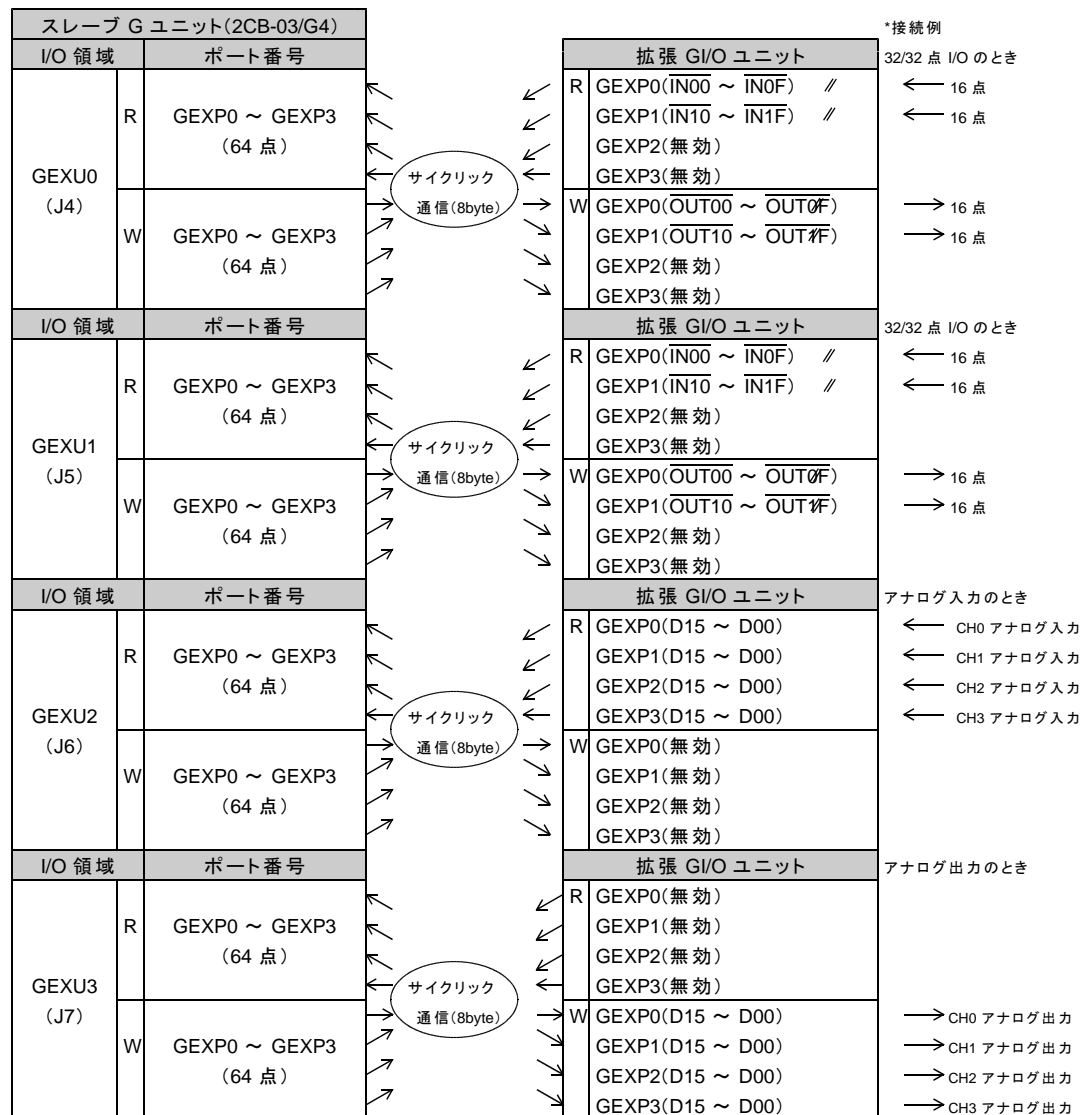 スレーブ G ユニット(2CB-03/G4)
*接続例
I/O 領域 ポート番号 拡張 GI/O ユニット 32/32 点 I/O のとき
R GEXP0(IN00 ～ IN0F) 〃 ← 16 点
R GEXP0 ～ GEXP3 GEXP1(IN10 ～ IN1F) 〃 ← 16 点
(64 点) GEXP2(無効)
GEXU0 サイクリック GEXP3(無効)
(J4) 通信(8byte) W GEXP0(OUT00 ～ OUT0F) → 16 点
W GEXP0 ～ GEXP3 GEXP1(OUT10 ～ OUT1F) → 16 点
(64 点) GEXP2(無効)
GEXP3(無効)
I/O 領域 ポート番号 拡張 GI/O ユニット 32/32 点 I/O のとき
R GEXP0(IN00 ～ IN0F) 〃 ← 16 点
R GEXP0 ～ GEXP3 GEXP1(IN10 ～ IN1F) 〃 ← 16 点
(64 点) GEXP2(無効)
GEXU1 サイクリック GEXP3(無効)
(J5) 通信(8byte) W GEXP0(OUT00 ～ OUT0F) → 16 点
W GEXP0 ～ GEXP3 GEXP1(OUT10 ～ OUT1F) → 16 点
(64 点) GEXP2(無効)
GEXP3(無効)
I/O 領域 ポート番号 拡張 GI/O ユニット アナログ入力のとき
R GEXP0(D15 ～ D00) ← CH0 アナログ入力
R GEXP0 ～ GEXP3 GEXP1(D15 ～ D00) ← CH1 アナログ入力
(64 点) GEXP2(D15 ～ D00) ← CH2 アナログ入力
GEXU2 サイクリック GEXP3(D15 ～ D00) ← CH3 アナログ入力
(J6) 通信(8byte) W GEXP0(無効)
W GEXP0 ～ GEXP3 GEXP1(無効)
(64 点) GEXP2(無効)
GEXP3(無効)
I/O 領域 ポート番号 拡張 GI/O ユニット アナログ出力のとき
R GEXP0(無効)
R GEXP0 ～ GEXP3 GEXP1(無効)
(64 点) GEXP2(無効)
GEXU3 サイクリック GEXP3(無効)
(J7) 通信(8byte) W GEXP0(D15 ～ D00) → CH0 アナログ出力
W GEXP0 ～ GEXP3 GEXP1(D15 ～ D00) → CH1 アナログ出力
(64 点) GEXP2(D15 ～ D00) → CH2 アナログ出力
GEXP3(D15 ～ D00) → CH3 アナログ出力